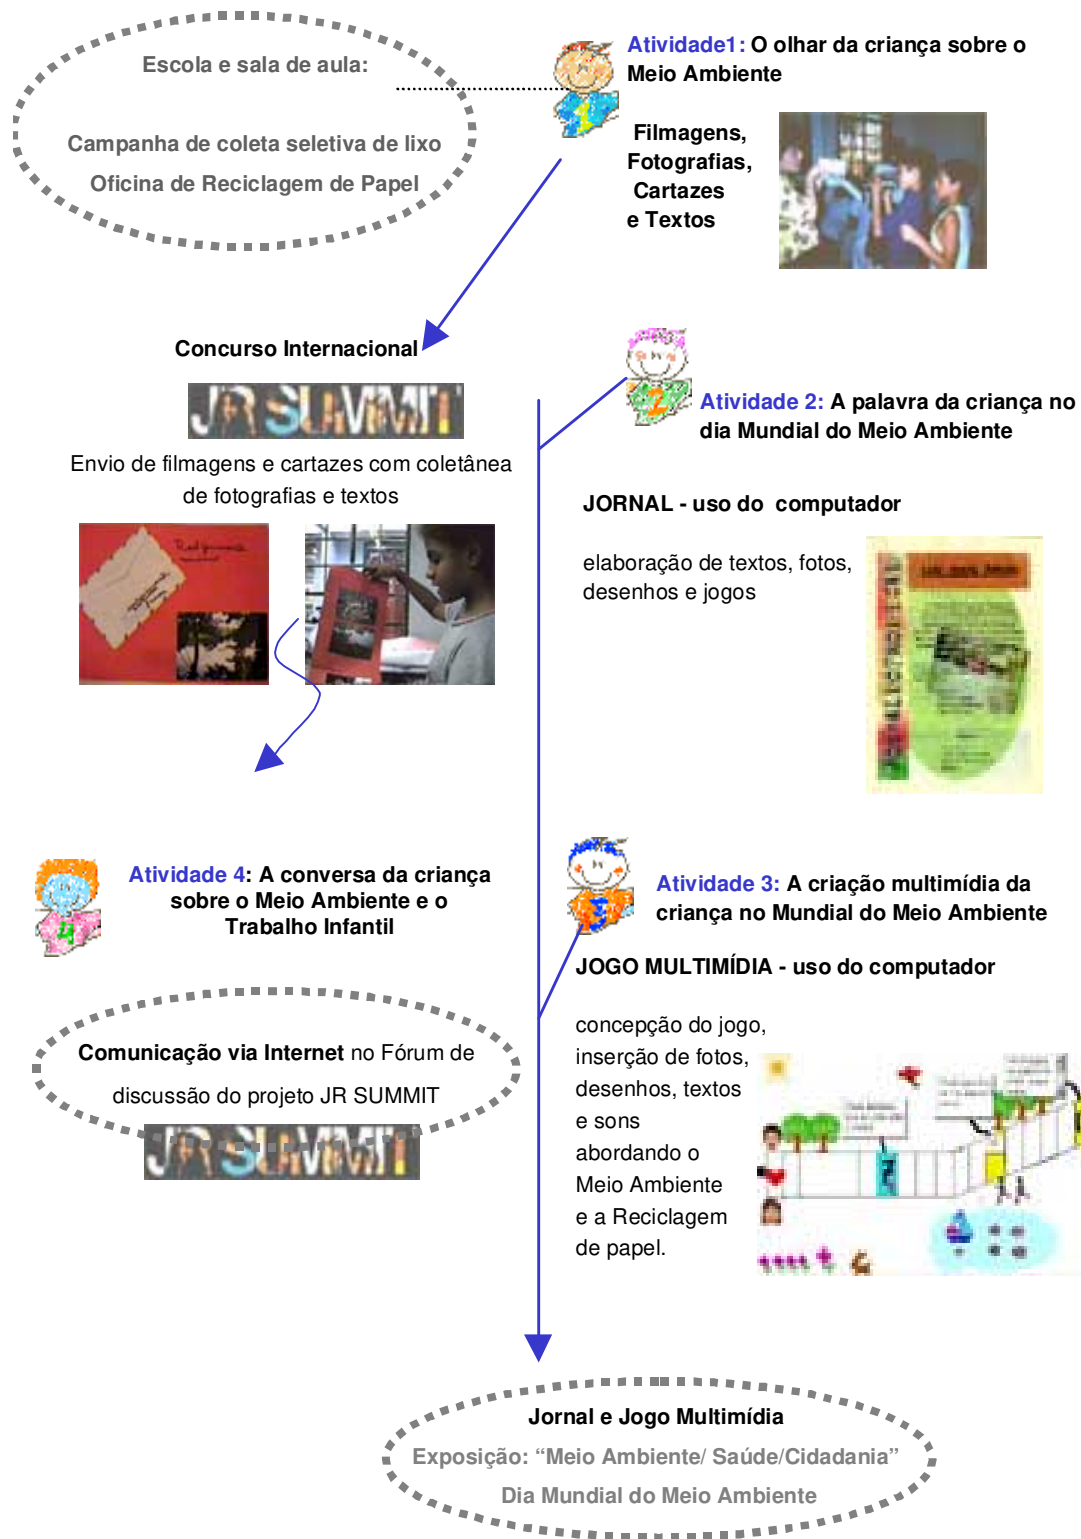 Escola e sala de aula:
Campanha de coleta seletiva de lixo
Oficina de Reciclagem de Papel
Atividade1: O olhar da criança sobre o
Meio Ambiente
Filmagens,
Fotografias,
Cartazes
e Textos
Concurso Internacional
JR SUMMIT
Envio de filmagens e cartazes com coletânea
de fotografias e textos
2
Atividade 2: A palavra da criança no
dia Mundial do Meio Ambiente
JORNAL - uso do computador
elaboração de textos, fotos,
desenhos e jogos
4
Atividade 4: A conversa da criança
sobre o Meio Ambiente e o
Trabalho Infantil
Comunicação via Internet no Fórum de
discussão do projeto JR SUMMIT
JR SUMMIT
3
Atividade 3: A criação multimídia da
criança no Mundial do Meio Ambiente
JOGO MULTIMÍDIA - uso do computador
concepção do jogo,
inserção de fotos,
desenhos, textos
e sons
abordando o
Meio Ambiente
e a Reciclagem
de papel.
Jornal e Jogo Multimídia
Exposição: “Meio Ambiente/ Saúde/Cidadania”
Dia Mundial do Meio Ambiente